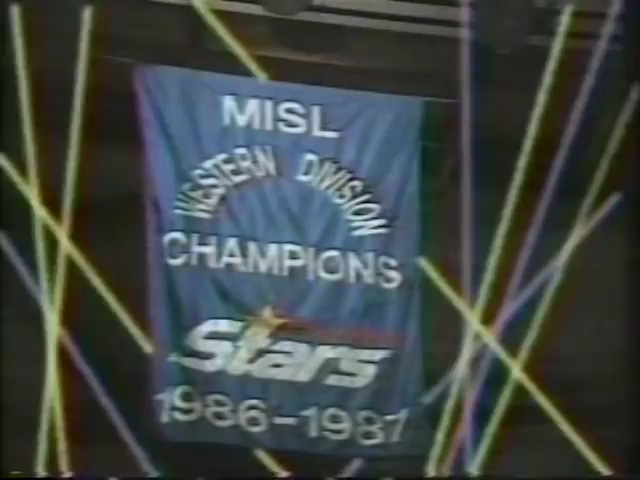 MISL
WESTERN DIVISION
CHAMPIONS
Stars
1986-1987